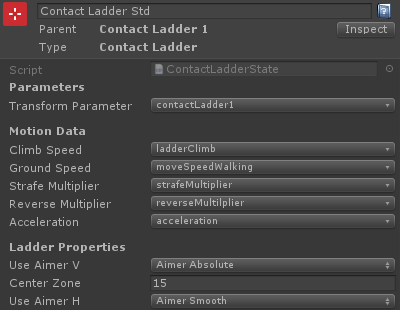 Contact Ladder Std
Parent Contact Ladder 1 Inspect
Type Contact Ladder
Script ContactLadderState
Parameters
Transform Parameter contactLadder1
Motion Data
Climb Speed ladderClimb
Ground Speed moveSpeedWalking
Strafe Multiplier strafeMultiplier
Reverse Multiplier reverseMultilplier
Acceleration acceleration
Ladder Properties
Use Aimer V Aimer Absolute
Center Zone 15
Use Aimer H Aimer Smooth